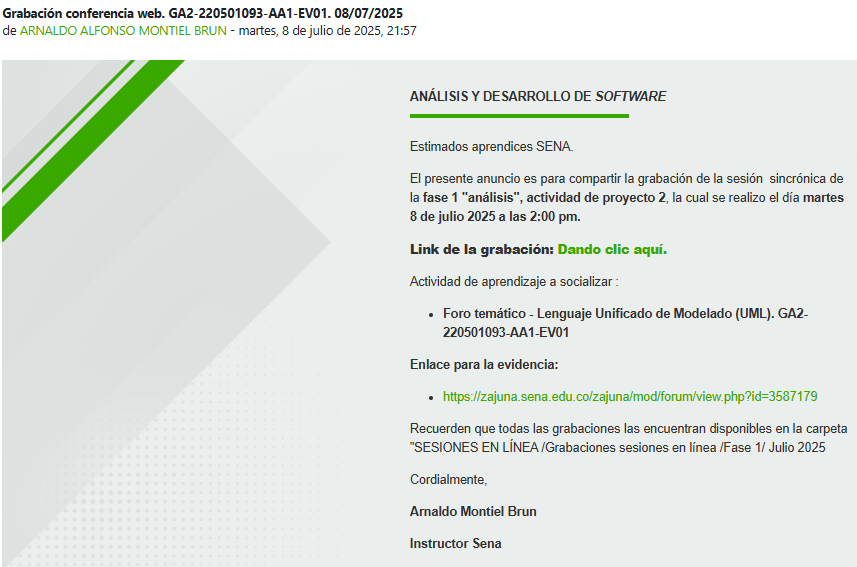 Grabación conferencia web. GA2-220501093-AA1-EV01. 08/07/2025
de ARNALDO ALFONSO MONTIEL BRUN - martes, 8 de julio de 2025, 21:57
ANÁLISIS Y DESARROLLO DE SOFTWARE
Estimados aprendices SENA.
El presente anuncio es para compartir la grabación de la sesión sincrónica de
la fase 1 "análisis", actividad de proyecto 2, la cual se realizo el día martes
8 de julio 2025 a las 2:00 pm.
Link de la grabación: Dando clic aquí.
Actividad de aprendizaje a socializar :
• Foro temático - Lenguaje Unificado de Modelado (UML). GA2-
220501093-AA1-EV01
Enlace para la evidencia:
• https://zajuna.sena.edu.co/zajuna/mod/forum/view.php?id=3587179
Recuerden que todas las grabaciones las encuentran disponibles en la carpeta
"SESIONES EN LÍNEA /Grabaciones sesiones en línea /Fase 1/ Julio 2025
Cordialmente,
Arnaldo Montiel Brun
Instructor Sena